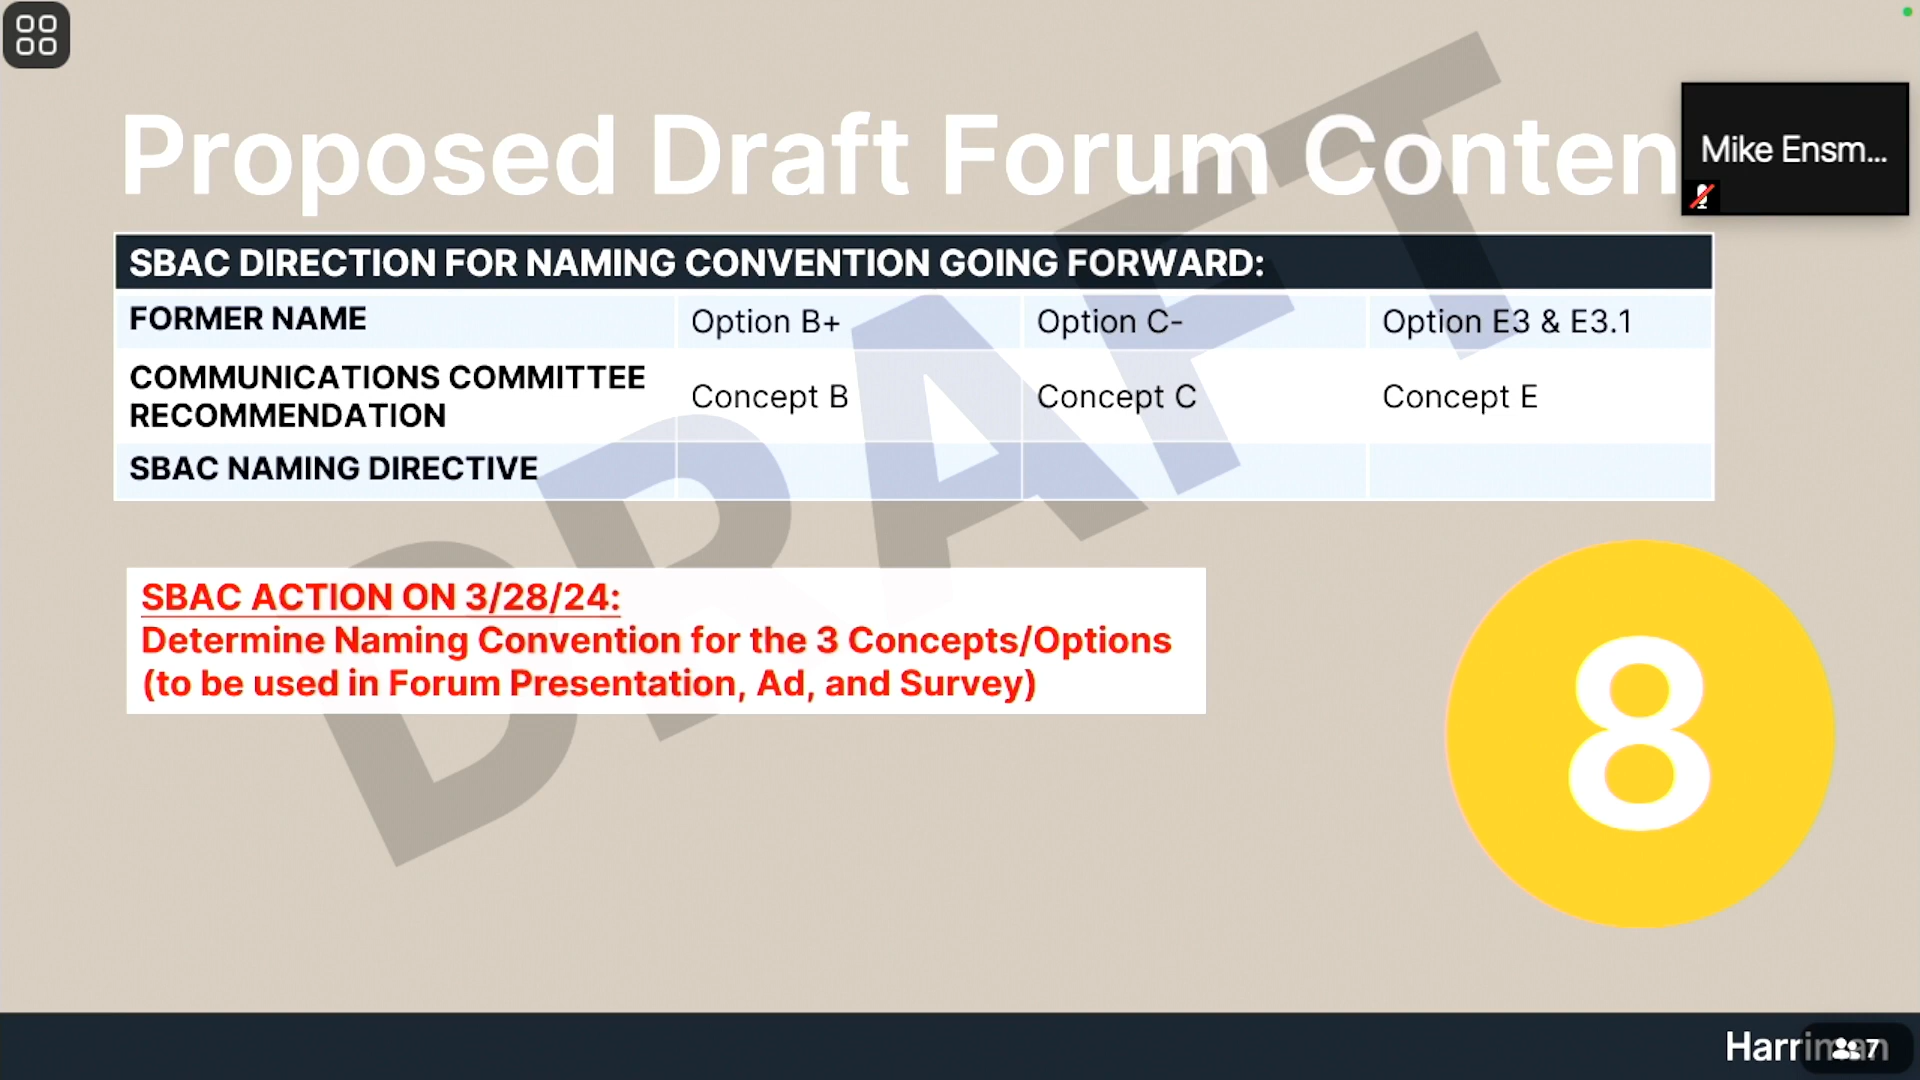 Proposed Draft Forum Conten
Mike Ensm...
SBAC DIRECTION FOR NAMING CONVENTION GOING FORWARD:
FORMER NAME Option B+ Option C- Option E3 & E3.1
COMMUNICATIONS COMMITTEE
RECOMMENDATION Concept B Concept C Concept E
SBAC NAMING DIRECTIVE
DRAFT
SBAC ACTION ON 3/28/24:
Determine Naming Convention for the 3 Concepts/Options
(to be used in Forum Presentation, Ad, and Survey)
8
Harriman
7